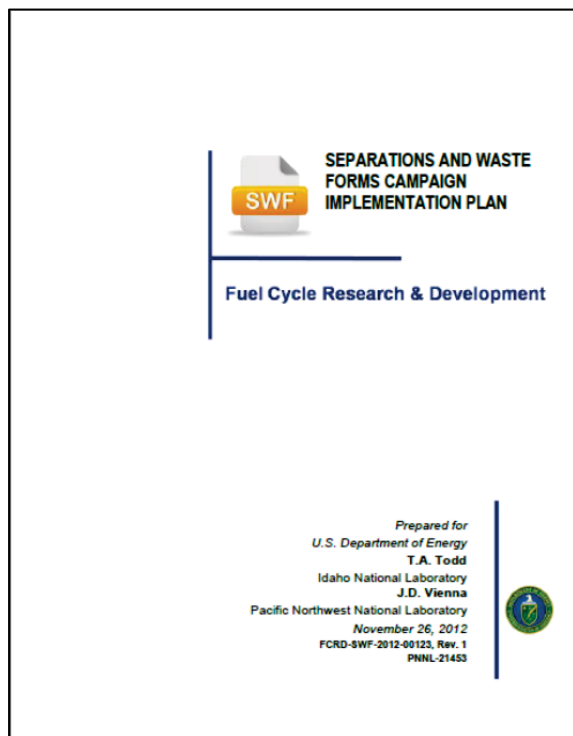 SWF
SEPARATIONS AND WASTE
FORMS CAMPAIGN
IMPLEMENTATION PLAN
Fuel Cycle Research & Development
Prepared for
U.S. Department of Energy
T.A. Todd
Idaho National Laboratory
J.D. Vienna
Pacific Northwest National Laboratory
November 26, 2012
FCRD-SWF-2012-00123, Rev. 1
PNNL-21453